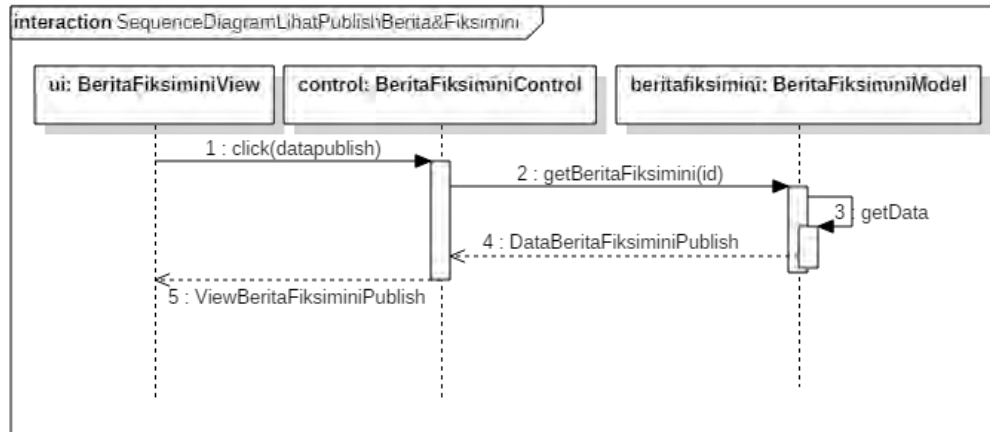 interaction SequenceDiagramLihatPublishBerita&Fiksimini
ui: BeritaFiksiminiView
control: BeritaFiksiminiControl
beritafiksimini: BeritaFiksiminiModel
1 : click(datapublish)
2 : getBeritaFiksimini(id)
3 : getData
4 : DataBeritaFiksiminiPublish
5 : ViewBeritaFiksiminiPublish